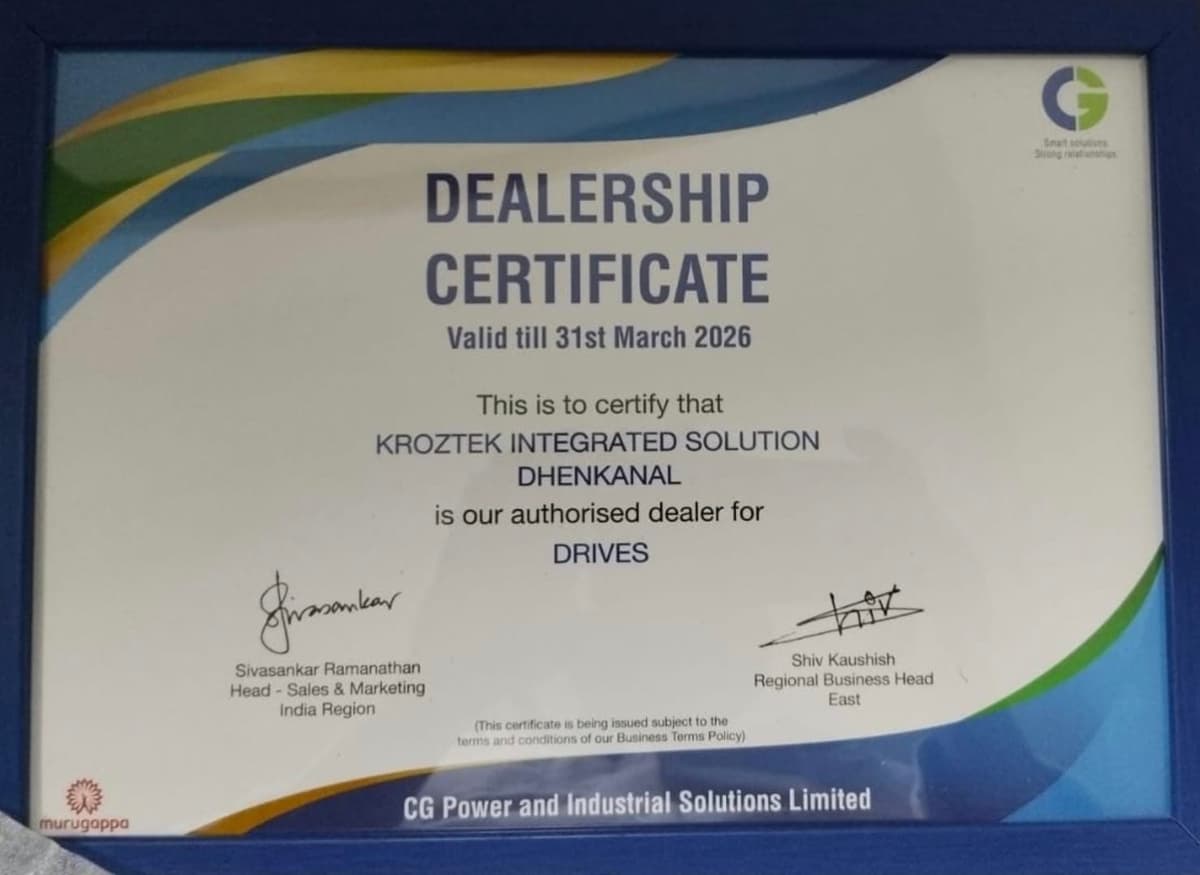 Smart solutions
Strong relationships
DEALERSHIP
CERTIFICATE
Valid till 31st March 2026
This is to certify that
KROZTEK INTEGRATED SOLUTION
DHENKANAL
is our authorised dealer for
DRIVES
Sivasankar
Sivasankar Ramanathan
Head - Sales & Marketing
India Region
Shiv
Shiv Kaushish
Regional Business Head
East
(This certificate is being issued subject to the
terms and conditions of our Business Terms Policy)
murugappa
CG Power and Industrial Solutions Limited